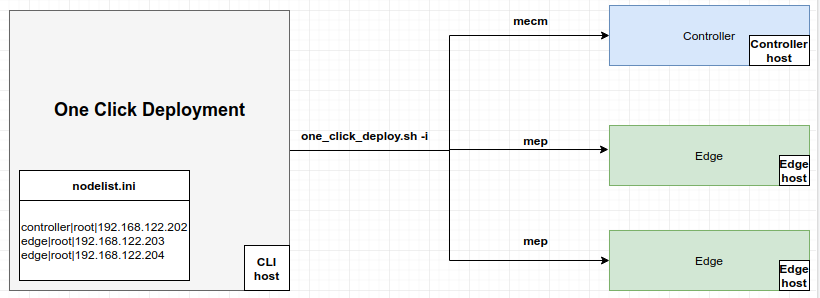 One Click Deployment
nodelist.ini
controller|root|192.168.122.202
edge|root|192.168.122.203
edge|root|192.168.122.204
CLI
host
one_click_deploy.sh -i
mecm
Controller
Controller
host
mep
Edge
Edge
host
mep
Edge
Edge
host